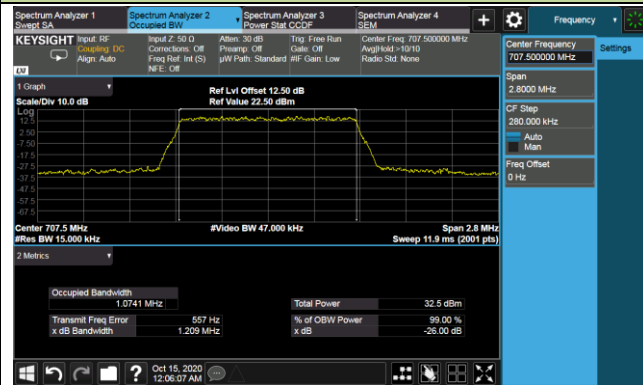 Spectrum Analyzer 1
Swept SA
Spectrum Analyzer 2
Occupied BW
Spectrum Analyzer 3
Power Stat CCDF
Spectrum Analyzer 4
SEM
+
Frequency
KEYSIGHT
Input: RF
Coupling: DC
Align: Auto
Input Z: 50 Ω
Corrections: Off
Freq Ref: Int (S)
NFE: Off
Atten: 30 dB
Preamp: Off
µW Path: Standard
Trig: Free Run
Gate: Off
#IF Gain: Low
Center Freq: 707.500000 MHz
Avg|Hold:>10/10
Radio Std: None
LXI
Center Frequency
707.500000 MHz
Settings
Span
2.8000 MHz
CF Step
280.000 kHz
Auto
Man
Freq Offset
0 Hz
1 Graph
Scale/Div 10.0 dB
Ref Lvl Offset 12.50 dB
Ref Value 22.50 dBm
Log
12.5
2.50
-7.50
-17.5
-27.5
-37.5
-47.5
-57.5
-67.5
Center 707.5 MHz
#Res BW 15.000 kHz
#Video BW 47.000 kHz
Span 2.8 MHz
Sweep 11.9 ms (2001 pts)
2 Metrics
Occupied Bandwidth
1.0741 MHz
Transmit Freq Error 557 Hz
x dB Bandwidth 1.209 MHz
Total Power 32.5 dBm
% of OBW Power 99.00 %
x dB -26.00 dB
?
Oct 15, 2020
12:06:07 AM